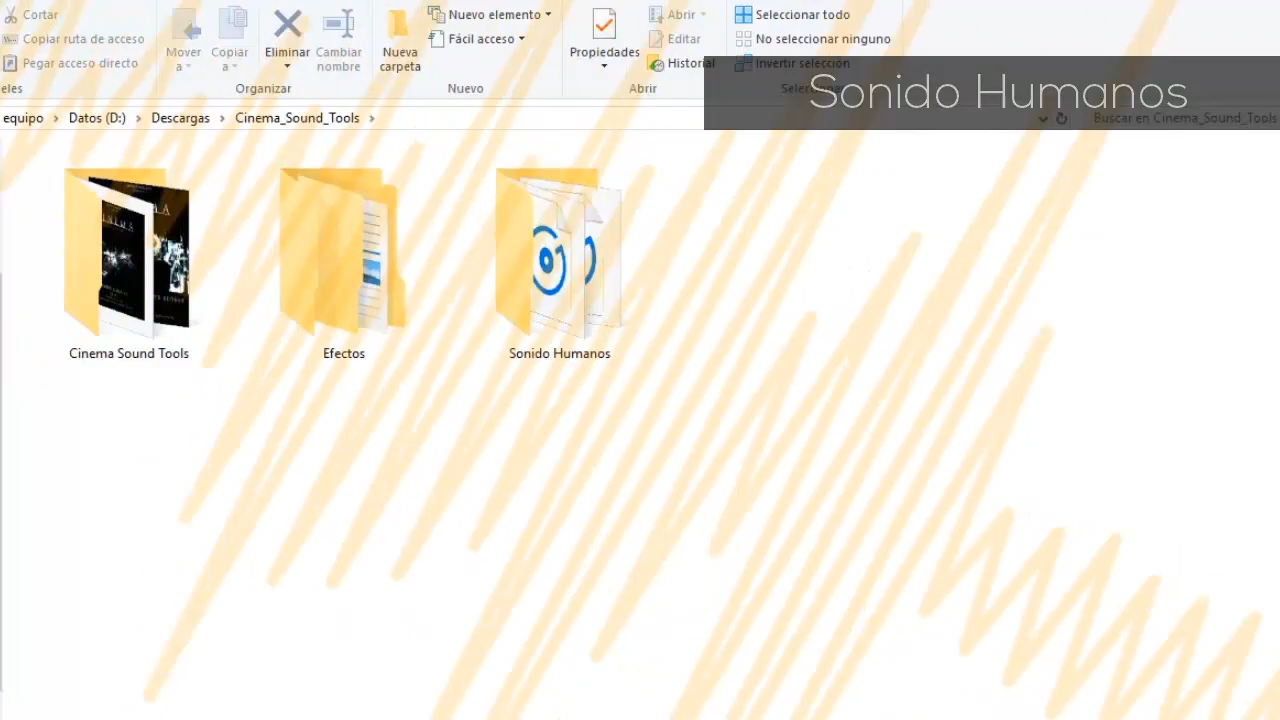 Cortar
Copiar ruta de acceso
Pegar acceso directo
Mover
a
Copiar
a
Eliminar
Cambiar
nombre
Nueva
carpeta
Nuevo elemento
Fácil acceso
Propiedades
Abrir
Editar
Historial
Seleccionar todo
No seleccionar ninguno
Invertir selección
eles
Organizar
Nuevo
Abrir
Sonido Humanos
equipo > Datos (D:) > Descargas > Cinema_Sound_Tools >
Buscar en Cinema_Sound_Tools
Cinema Sound Tools
Efectos
Sonido Humanos